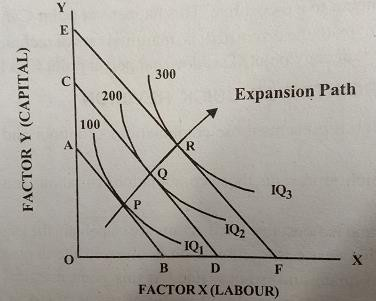 Y
E
300
C
200
Expansion Path
100
A
R
Q
P
IQ3
IQ2
IQ1
O
B
D
F
X
FACTOR X (LABOUR)
FACTOR Y (CAPITAL)